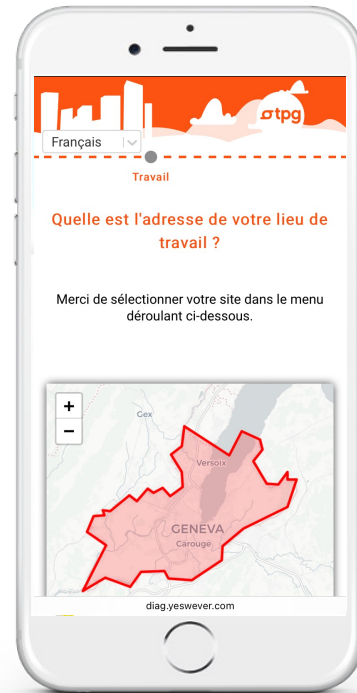 tpg
Français
Travail
Quelle est l'adresse de votre lieu de
travail ?
Merci de sélectionner votre site dans le menu
déroulant ci-dessous.
+
−
Gex
Versoix
GENEVA
Carouge
diag.yeswever.com